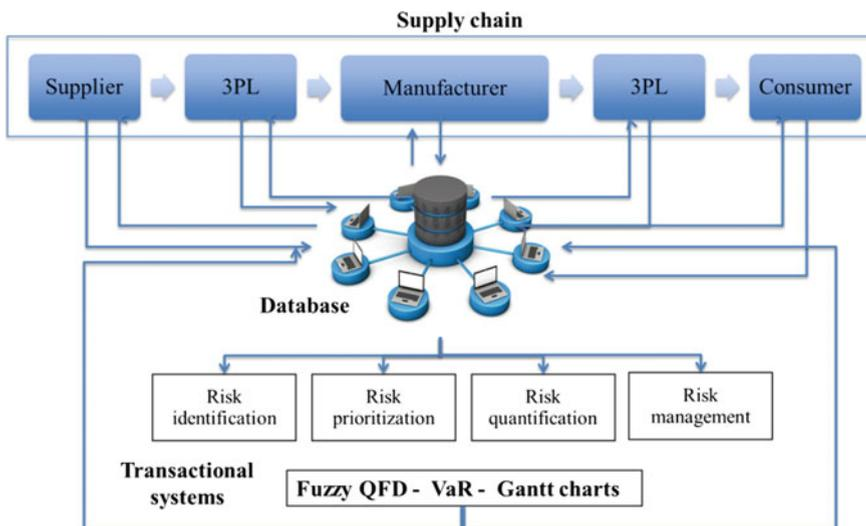 Supply chain
Supplier
3PL
Manufacturer
3PL
Consumer
Database
Risk
identification
Risk
prioritization
Risk
quantification
Risk
management
Transactional
systems
Fuzzy QFD - VaR - Gantt charts